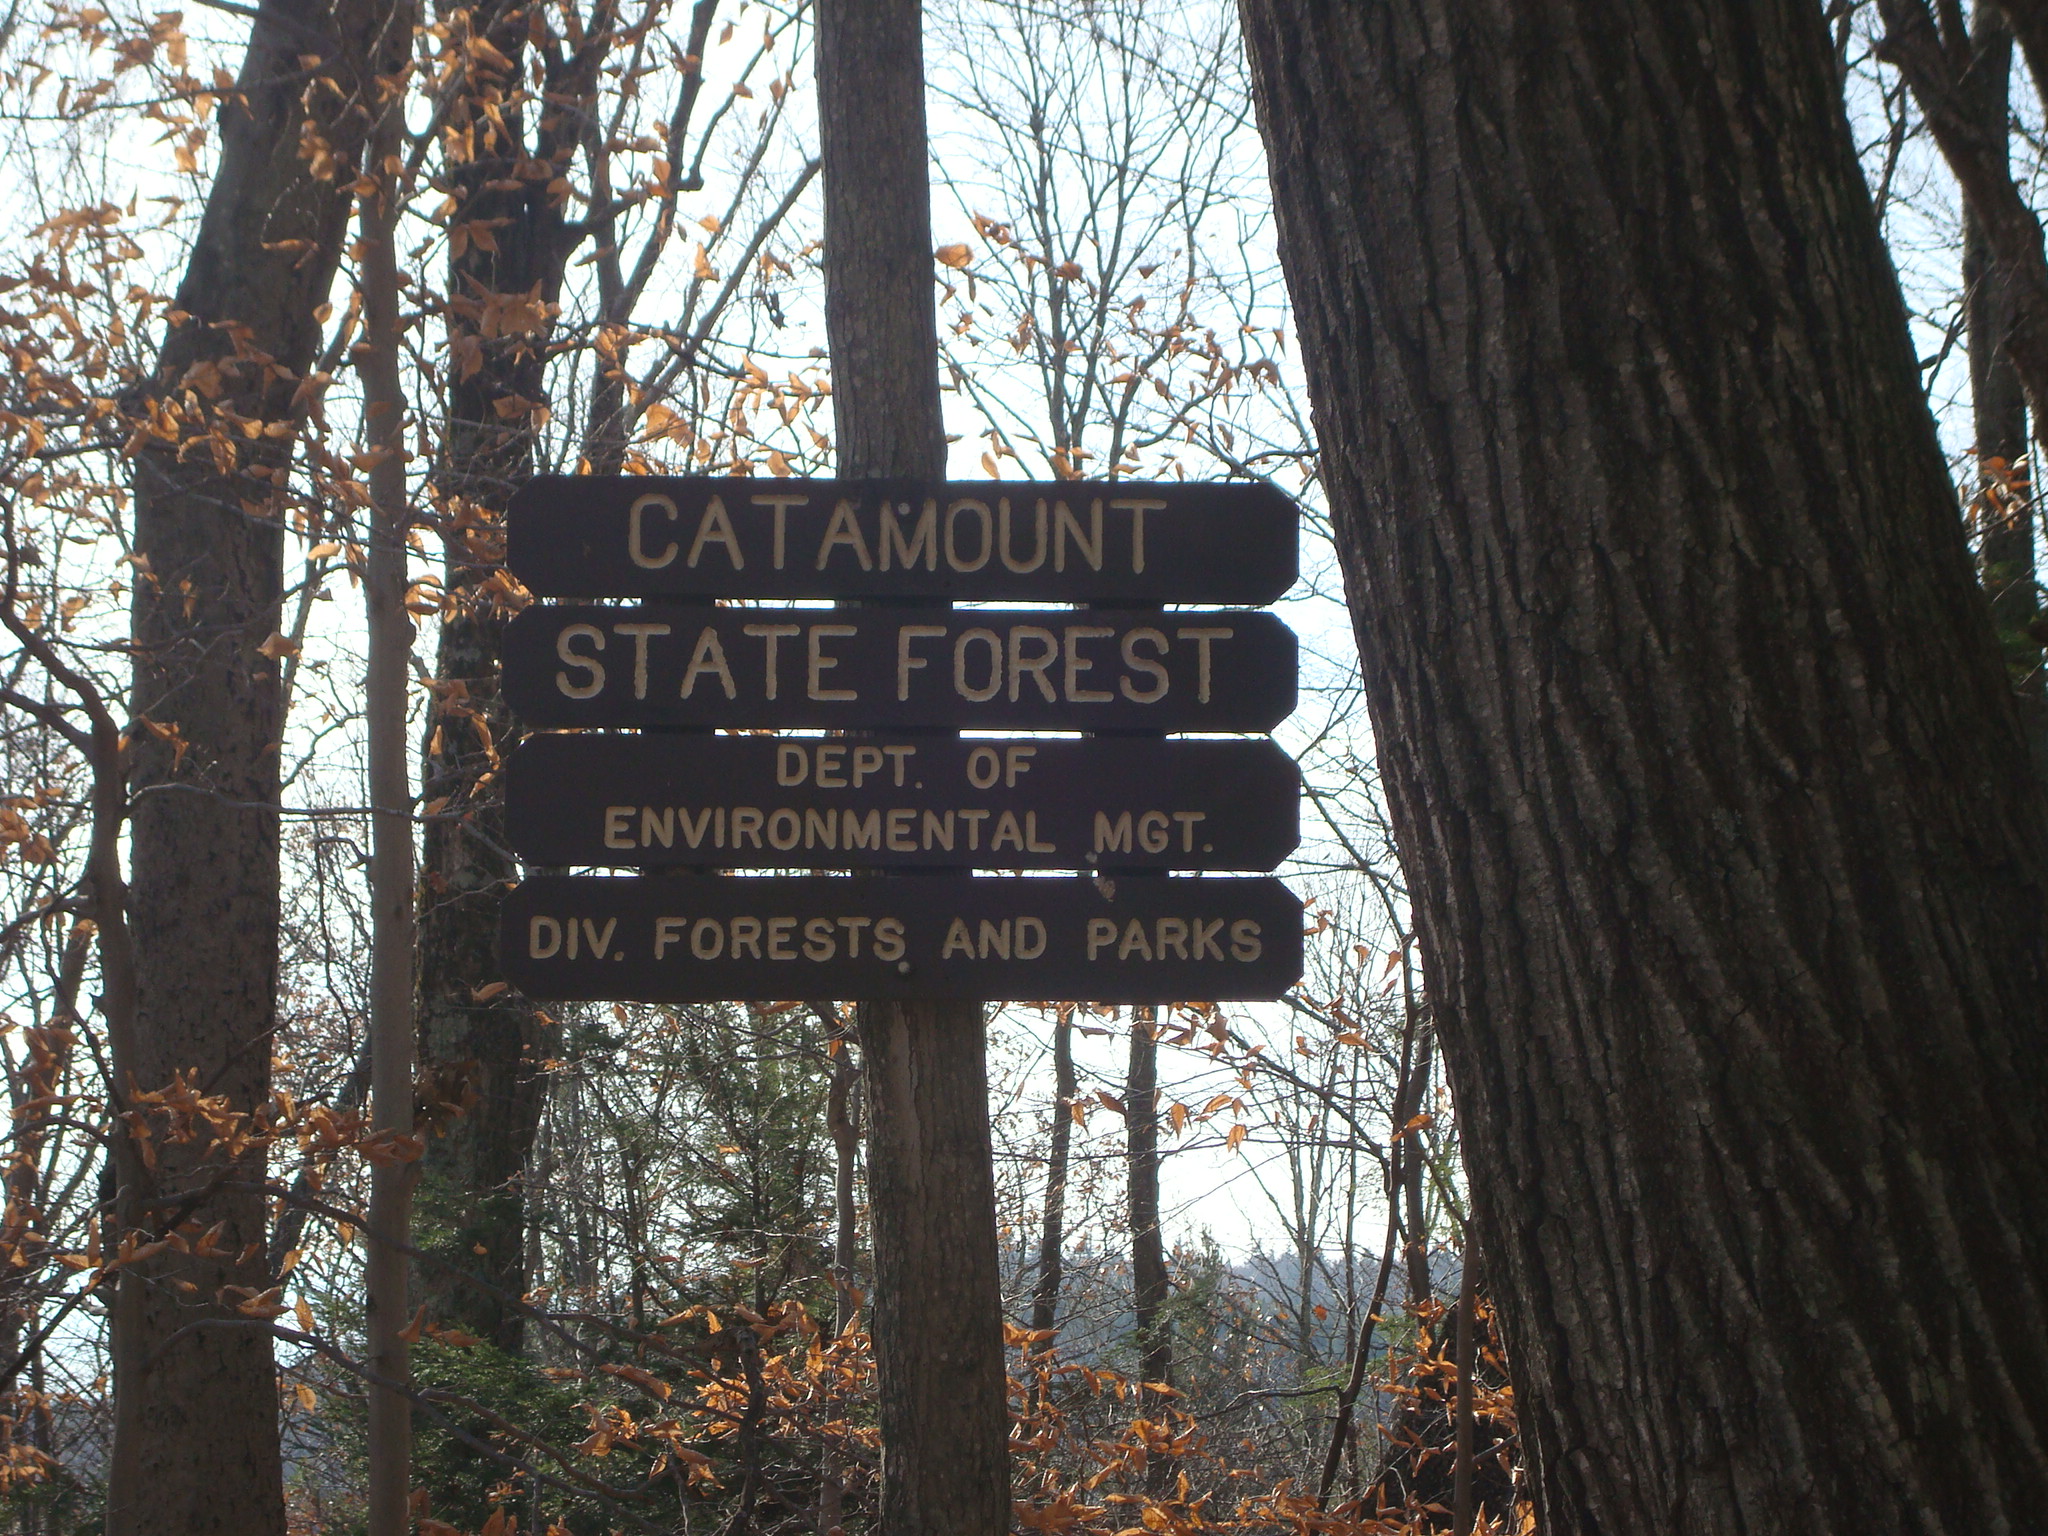 CATAMOUNT
STATE FOREST
DEPT. OF
ENVIRONMENTAL MGT.
DIV. FORESTS AND PARKS